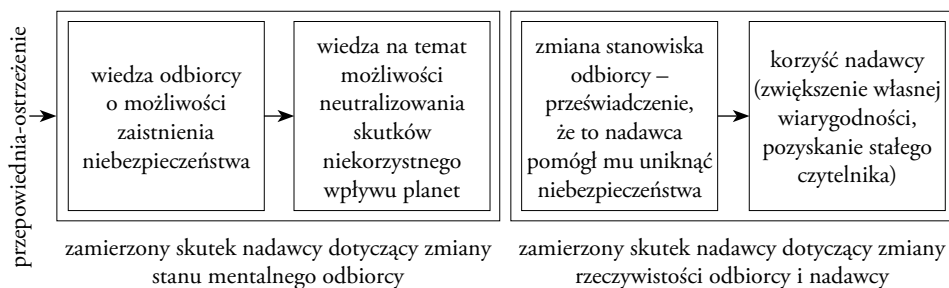 przepowiednia-ostrzeżenie
wiedza odbiorcy
o możliwości
zaistnienia
niebezpieczeństwa
wiedza na temat
możliwości
neutralizowania
skutków
niekorzystnego
wpływu planet
zmiana stanowiska
odbiorcy –
przeświadczenie,
że to nadawca
pomógł mu uniknąć
niebezpieczeństwa
korzyść nadawcy
(zwiększenie własnej
wiarygodności,
pozyskanie stałego
czytelnika)
zamierzony skutek nadawcy dotyczący zmiany
stanu mentalnego odbiorcy
zamierzony skutek nadawcy dotyczący zmiany
rzeczywistości odbiorcy i nadawcy